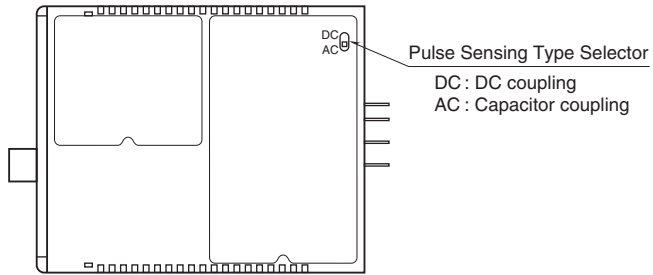 DC
AC
Pulse Sensing Type Selector
DC : DC coupling
AC : Capacitor coupling